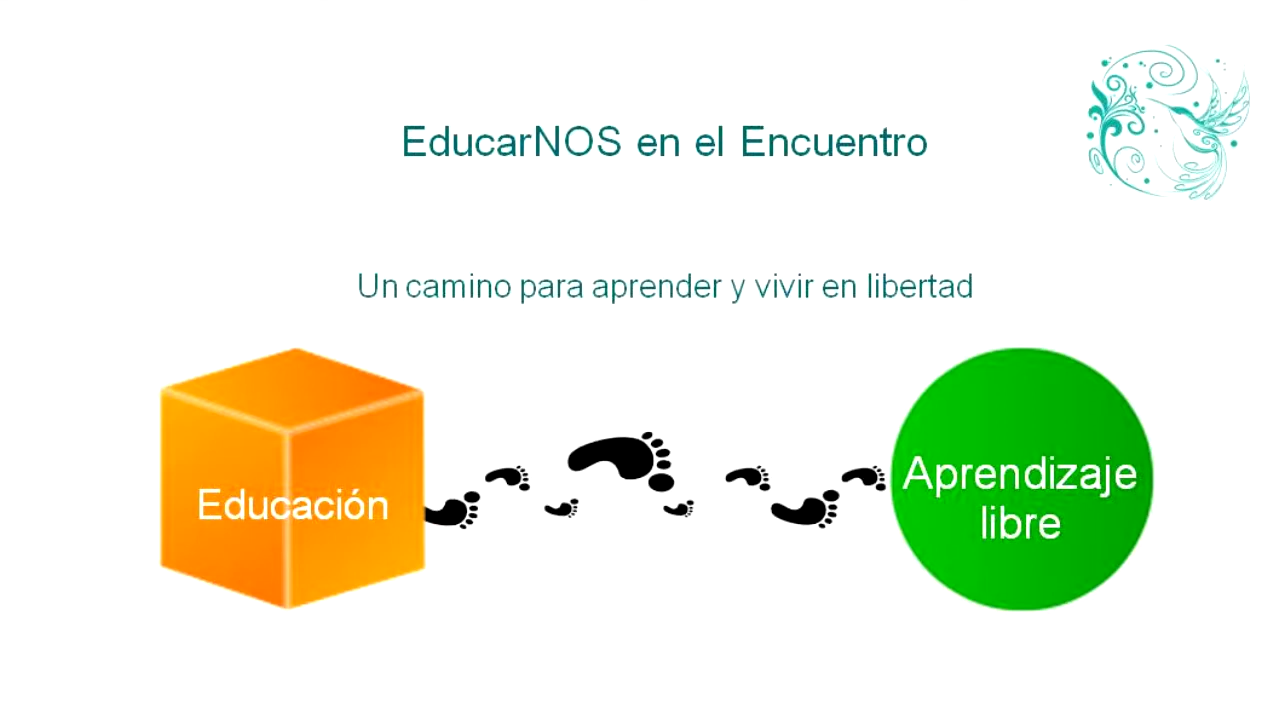 EducarNOS en el Encuentro
Un camino para aprender y vivir en libertad
Educación
Aprendizaje
libre